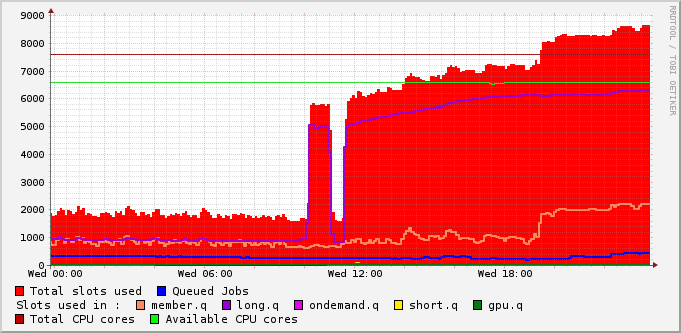 9000
8000
7000
6000
5000
4000
3000
2000
1000
0
Wed 00:00 Wed 06:00 Wed 12:00 Wed 18:00
Total slots used Queued Jobs
Slots used in : member.q long.q ondemand.q short.q gpu.q
Total CPU cores Available CPU cores
RRDTOOL / TOBI OETIKER